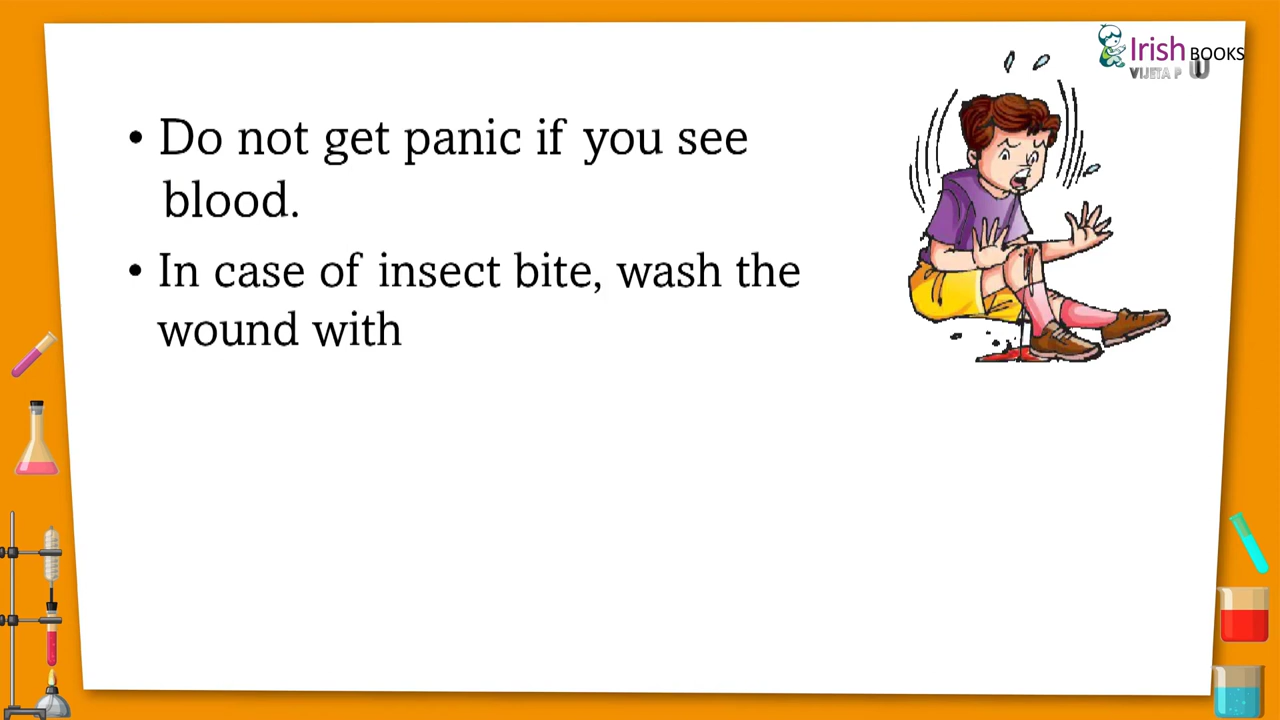 Irish BOOKS
VIJETA P U
• Do not get panic if you see
blood.
• In case of insect bite, wash the
wound with